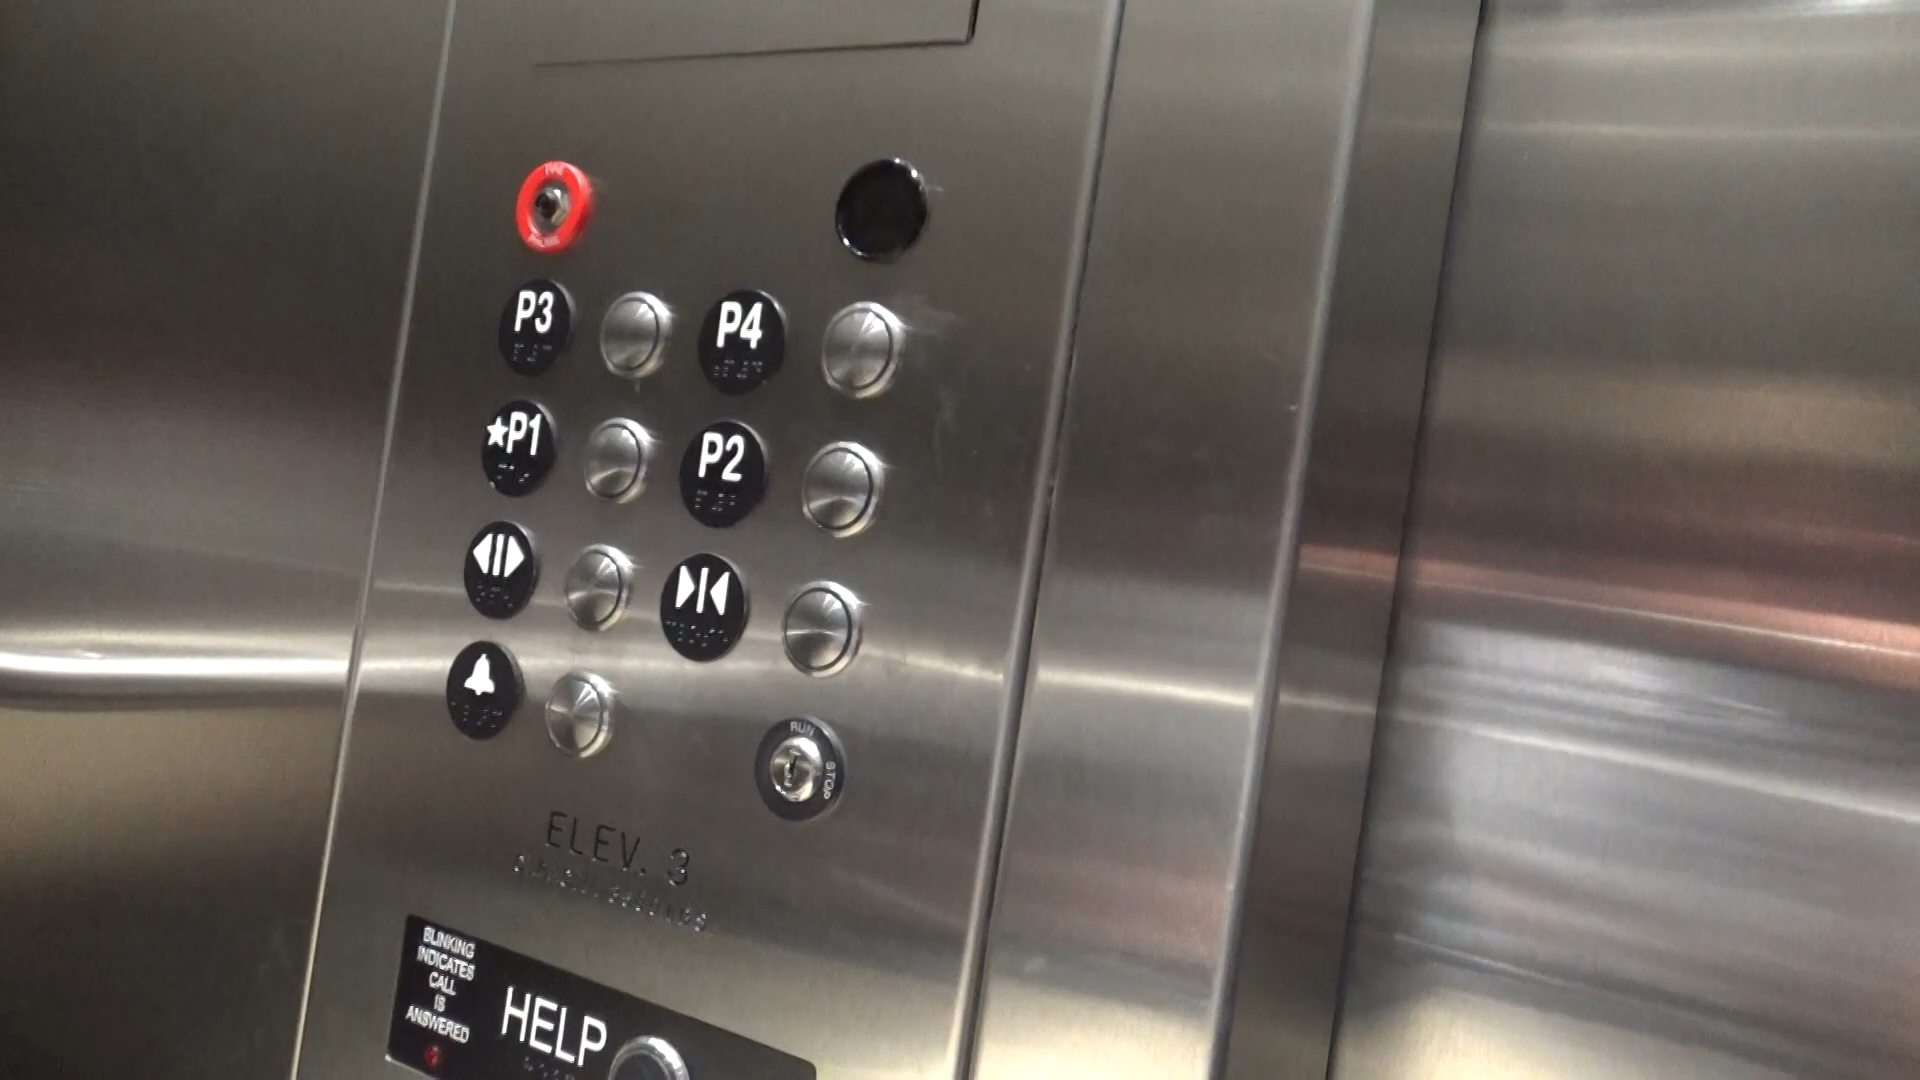 P3
P4
★P1
P2
RUN
STOP
ELEV. 3
BLINKING
INDICATES
CALL
IS
ANSWERED
HELP